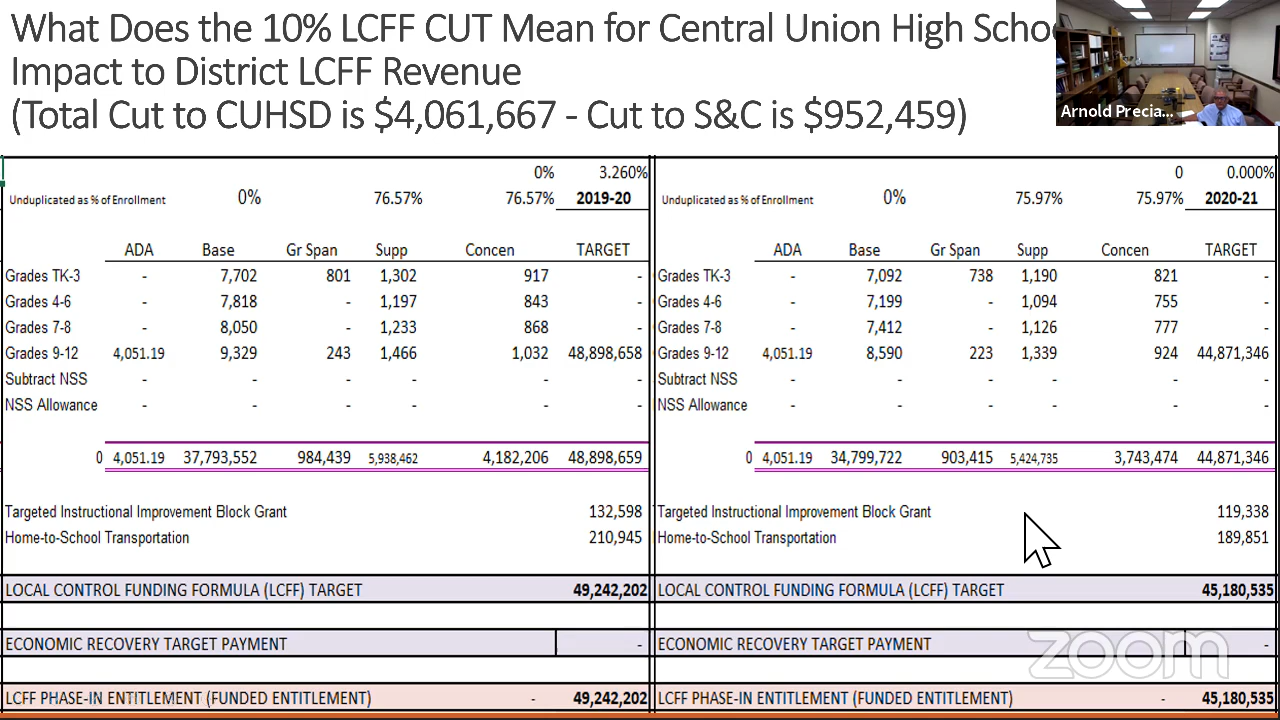 What Does the 10% LCFF CUT Mean for Central Union High Schoo
Impact to District LCFF Revenue
(Total Cut to CUHSD is $4,061,667 - Cut to S&C is $952,459)
Arnold Precia...
0% 3.260% 0 0.000%
Unduplicated as % of Enrollment 0% 76.57% 76.57% 2019-20 Unduplicated as % of Enrollment 0% 75.97% 75.97% 2020-21
ADA Base Gr Span Supp Concen TARGET ADA Base Gr Span Supp Concen TARGET
Grades TK-3 - 7,702 801 1,302 917 - Grades TK-3 - 7,092 738 1,190 821 -
Grades 4-6 - 7,818 - 1,197 843 - Grades 4-6 - 7,199 - 1,094 755 -
Grades 7-8 - 8,050 - 1,233 868 - Grades 7-8 - 7,412 - 1,126 777 -
Grades 9-12 4,051.19 9,329 243 1,466 1,032 48,898,658 Grades 9-12 4,051.19 8,590 223 1,339 924 44,871,346
Subtract NSS - - - - - - Subtract NSS - - - - - -
NSS Allowance - - - - - - NSS Allowance - - - - - -
0 4,051.19 37,793,552 984,439 5,938,462 4,182,206 48,898,659 0 4,051.19 34,799,722 903,415 5,424,735 3,743,474 44,871,346
Targeted Instructional Improvement Block Grant 132,598 Targeted Instructional Improvement Block Grant 119,338
Home-to-School Transportation 210,945 Home-to-School Transportation 189,851
LOCAL CONTROL FUNDING FORMULA (LCFF) TARGET 49,242,202 LOCAL CONTROL FUNDING FORMULA (LCFF) TARGET 45,180,535
ECONOMIC RECOVERY TARGET PAYMENT - ECONOMIC RECOVERY TARGET PAYMENT -
zoom
LCFF PHASE-IN ENTITLEMENT (FUNDED ENTITLEMENT) - 49,242,202 LCFF PHASE-IN ENTITLEMENT (FUNDED ENTITLEMENT) - 45,180,535